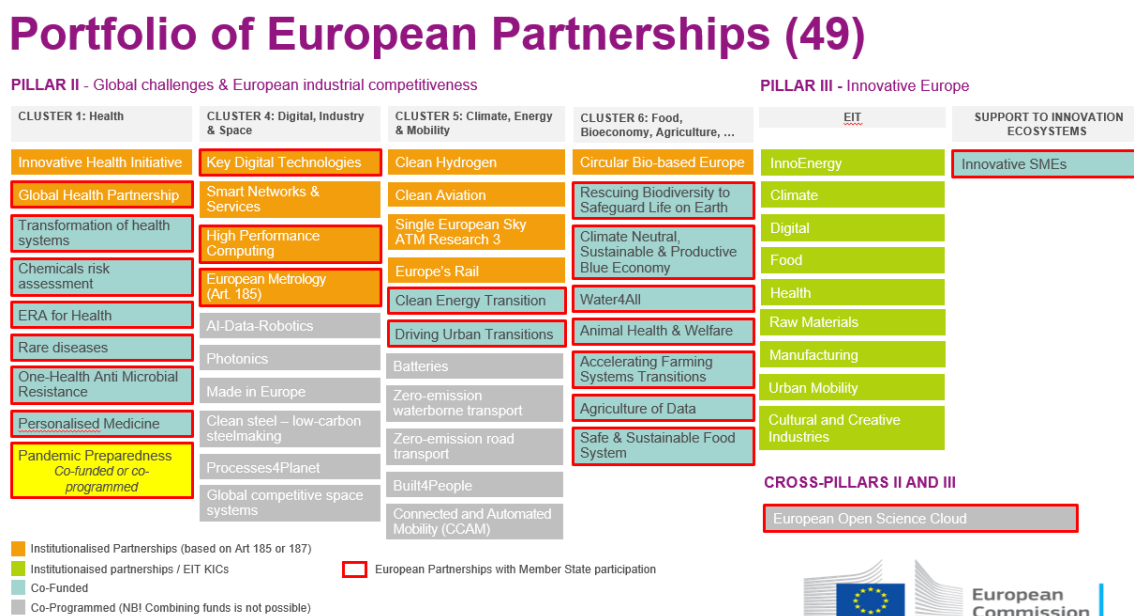 Portfolio of European Partnerships (49)
PILLAR II - Global challenges & European industrial competitiveness
PILLAR III - Innovative Europe
CLUSTER 1: Health
Innovative Health Initiative
Global Health Partnership
Transformation of health
systems
Chemicals risk
assessment
ERA for Health
Rare diseases
One-Health Anti Microbial
Resistance
Personalised Medicine
Pandemic Preparedness
Co-funded or co-
programmed
CLUSTER 4: Digital, Industry
& Space
Key Digital Technologies
Smart Networks &
Services
High Performance
Computing
European Metrology
(Art. 185)
AI-Data-Robotics
Photonics
Made in Europe
Clean steel – low-carbon
steelmaking
Processes4Planet
Global competitive space
systems
CLUSTER 5: Climate, Energy
& Mobility
Clean Hydrogen
Clean Aviation
Single European Sky
ATM Research 3
Europe's Rail
Clean Energy Transition
Driving Urban Transitions
Batteries
Zero-emission
waterborne transport
Zero-emission road
transport
Built4People
Connected and Automated
Mobility (CCAM)
CLUSTER 6: Food,
Bioeconomy, Agriculture, …
Circular Bio-based Europe
Rescuing Biodiversity to
Safeguard Life on Earth
Climate Neutral,
Sustainable & Productive
Blue Economy
Water4All
Animal Health & Welfare
Accelerating Farming
Systems Transitions
Agriculture of Data
Safe & Sustainable Food
System
EIT
InnoEnergy
Climate
Digital
Food
Health
Raw Materials
Manufacturing
Urban Mobility
Cultural and Creative
Industries
SUPPORT TO INNOVATION
ECOSYSTEMS
Innovative SMEs
CROSS-PILLARS II AND III
European Open Science Cloud
Institutionalised Partnerships (based on Art 185 or 187)
Institutionaised partnerships / EIT KICs
Co-Funded
Co-Programmed (NB! Combining funds is not possible)
European Partnerships with Member State participation
European
Commission